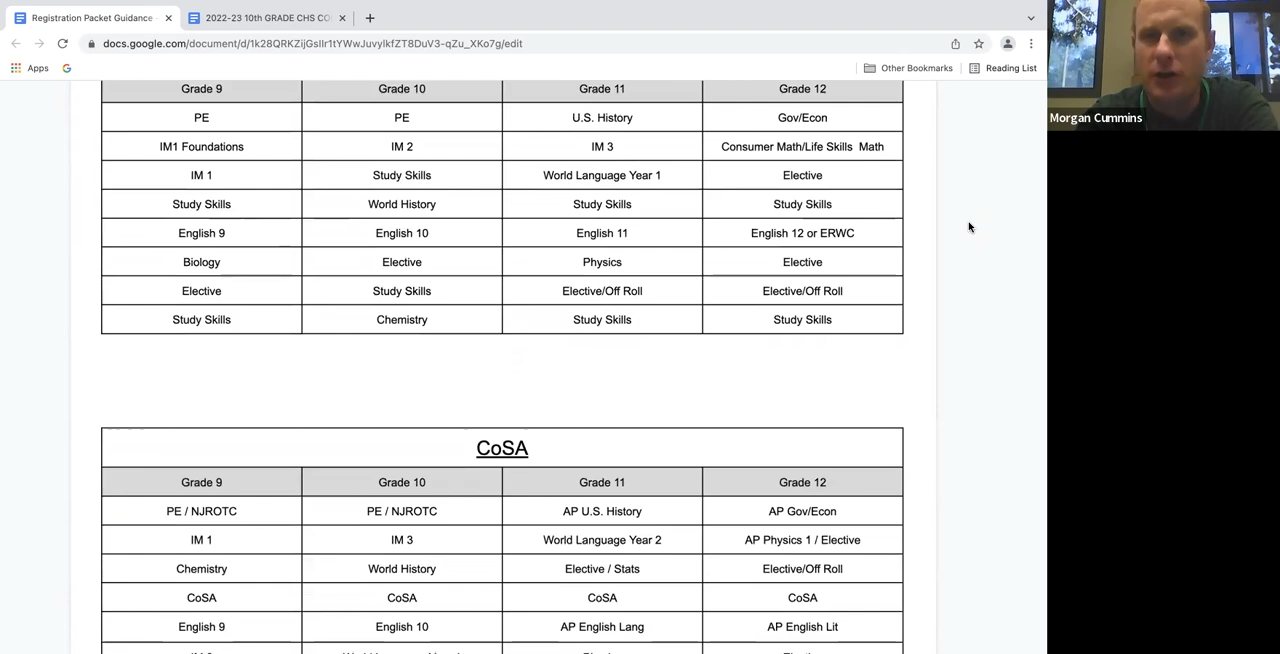 Registration Packet Guidance -
2022-23 10th GRADE CHS CO
Apps
Other Bookmarks
Reading List
Morgan Cummins
Grade 9 Grade 10 Grade 11 Grade 12
PE PE U.S. History Gov/Econ
IM1 Foundations IM 2 IM 3 Consumer Math/Life Skills Math
IM 1 Study Skills World Language Year 1 Elective
Study Skills World History Study Skills Study Skills
English 9 English 10 English 11 English 12 or ERWC
Biology Elective Physics Elective
Elective Study Skills Elective/Off Roll Elective/Off Roll
Study Skills Chemistry Study Skills Study Skills
CoSA
Grade 9 Grade 10 Grade 11 Grade 12
PE / NJROTC PE / NJROTC AP U.S. History AP Gov/Econ
IM 1 IM 3 World Language Year 2 AP Physics 1 / Elective
Chemistry World History Elective / Stats Elective/Off Roll
CoSA CoSA CoSA CoSA
English 9 English 10 AP English Lang AP English Lit